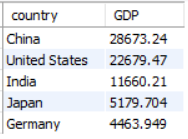 country GDP
China 28673.24
United States 22679.47
India 11660.21
Japan 5179.704
Germany 4463.949